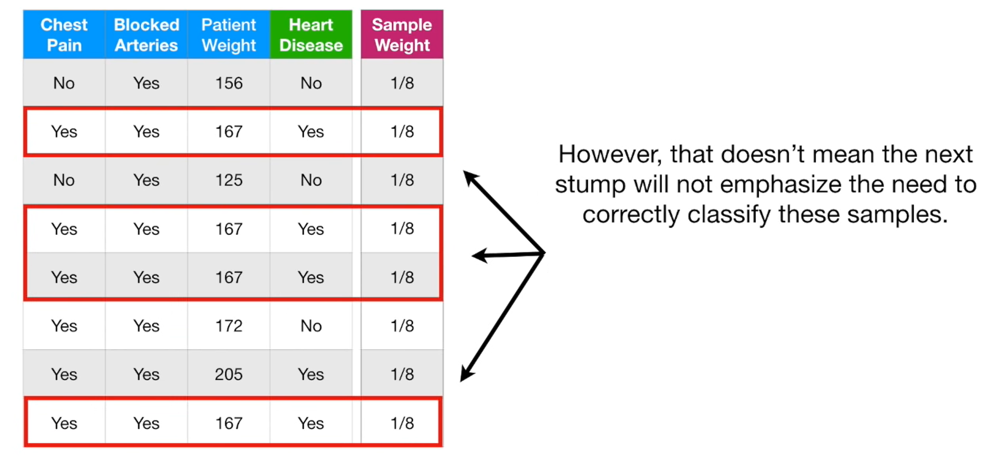 Chest Pain Blocked Arteries Patient Weight Heart Disease Sample Weight
No Yes 156 No 1/8
Yes Yes 167 Yes 1/8
No Yes 125 No 1/8
Yes Yes 167 Yes 1/8
Yes Yes 167 Yes 1/8
Yes Yes 172 No 1/8
Yes Yes 205 Yes 1/8
Yes Yes 167 Yes 1/8
However, that doesn’t mean the next
stump will not emphasize the need to
correctly classify these samples.